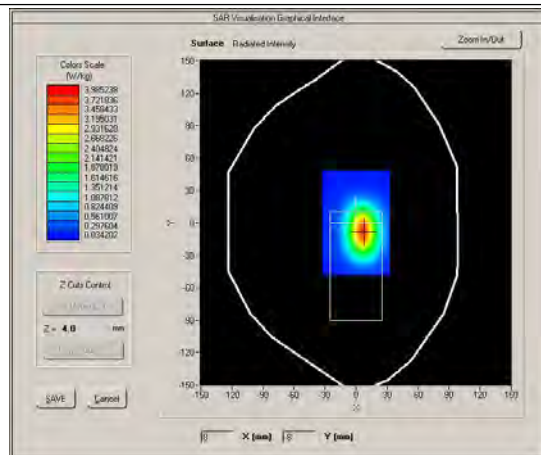 SAR Visualisation Graphical Interface
Surface Radiated Intensity
Zoom In/Out
Colors Scale
(W/kg)
3.985239
3.721836
3.458433
3.195031
2.931628
2.668226
2.404824
2.141421
1.878019
1.614616
1.351214
1.087812
0.824409
0.561007
0.297604
0.034202
Z Cuts Control
Z = 4.0 mm
SAVE
Cancel
150
120
90
60
30
0
-30
-60
-90
-120
-150
Y
-150 -120 -90 -60 -30 0 30 60 90 120 150
X
X (mm)
-8 Y (mm)